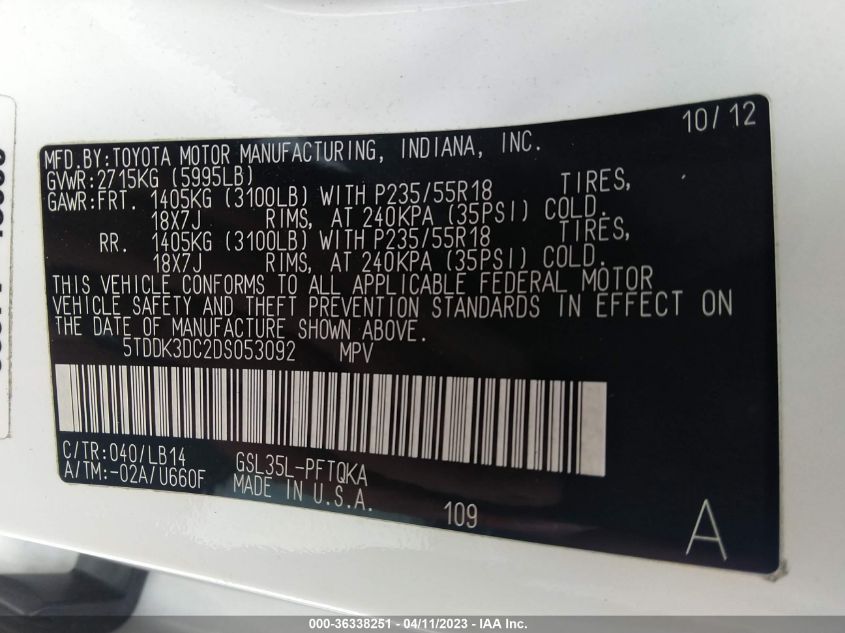 10/12
MFD.BY:TOYOTA MOTOR MANUFACTURING, INDIANA, INC.
GVWR:2715KG (5995LB)
GAWR:FRT. 1405KG (3100LB) WITH P235/55R18 TIRES,
18X7J RIMS, AT 240KPA (35PSI) COLD.
RR. 1405KG (3100LB) WITH P235/55R18 TIRES,
18X7J RIMS, AT 240KPA (35PSI) COLD.
THIS VEHICLE CONFORMS TO ALL APPLICABLE FEDERAL MOTOR
VEHICLE SAFETY AND THEFT PREVENTION STANDARDS IN EFFECT ON
THE DATE OF MANUFACTURE SHOWN ABOVE.
5TDDK3DC2DS053092 MPV
C/TR:040/LB14 GSL35L-PFTQKA
A/TM:-02A/U660F MADE IN U.S.A.
109
A
000-36338251 - 04/11/2023 - IAA Inc.